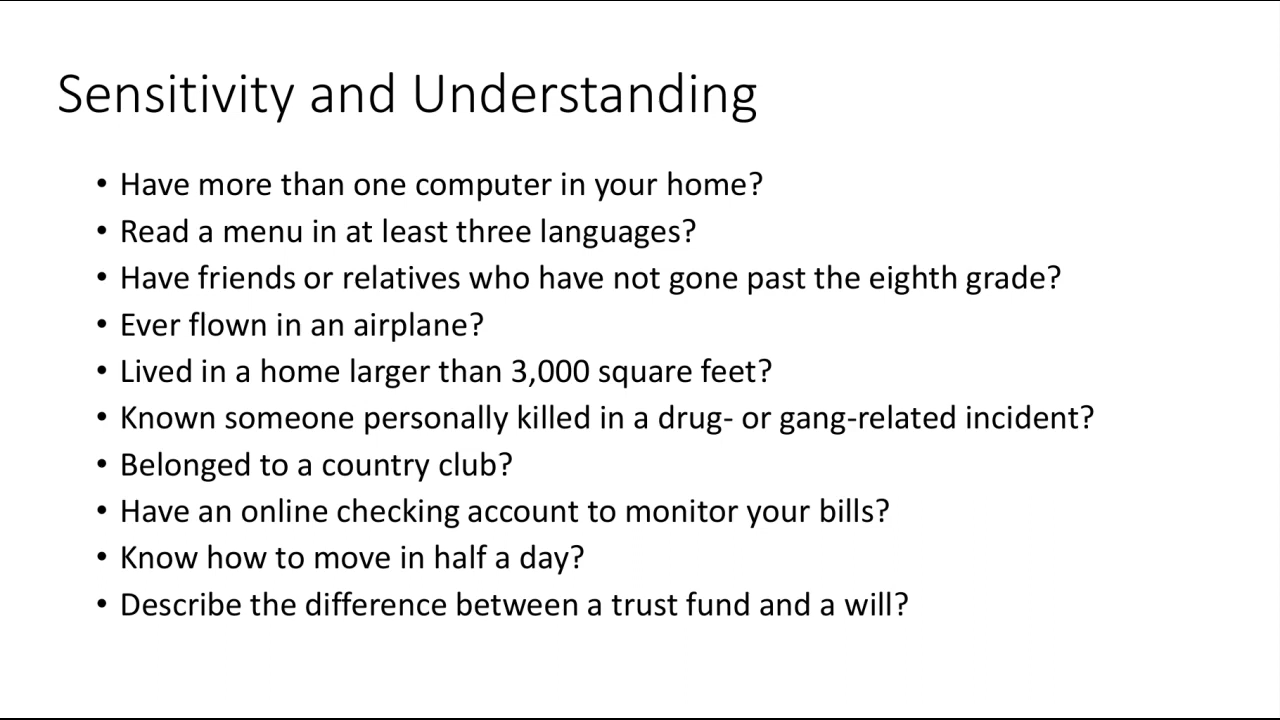 Sensitivity and Understanding
• Have more than one computer in your home?
• Read a menu in at least three languages?
• Have friends or relatives who have not gone past the eighth grade?
• Ever flown in an airplane?
• Lived in a home larger than 3,000 square feet?
• Known someone personally killed in a drug- or gang-related incident?
• Belonged to a country club?
• Have an online checking account to monitor your bills?
• Know how to move in half a day?
• Describe the difference between a trust fund and a will?